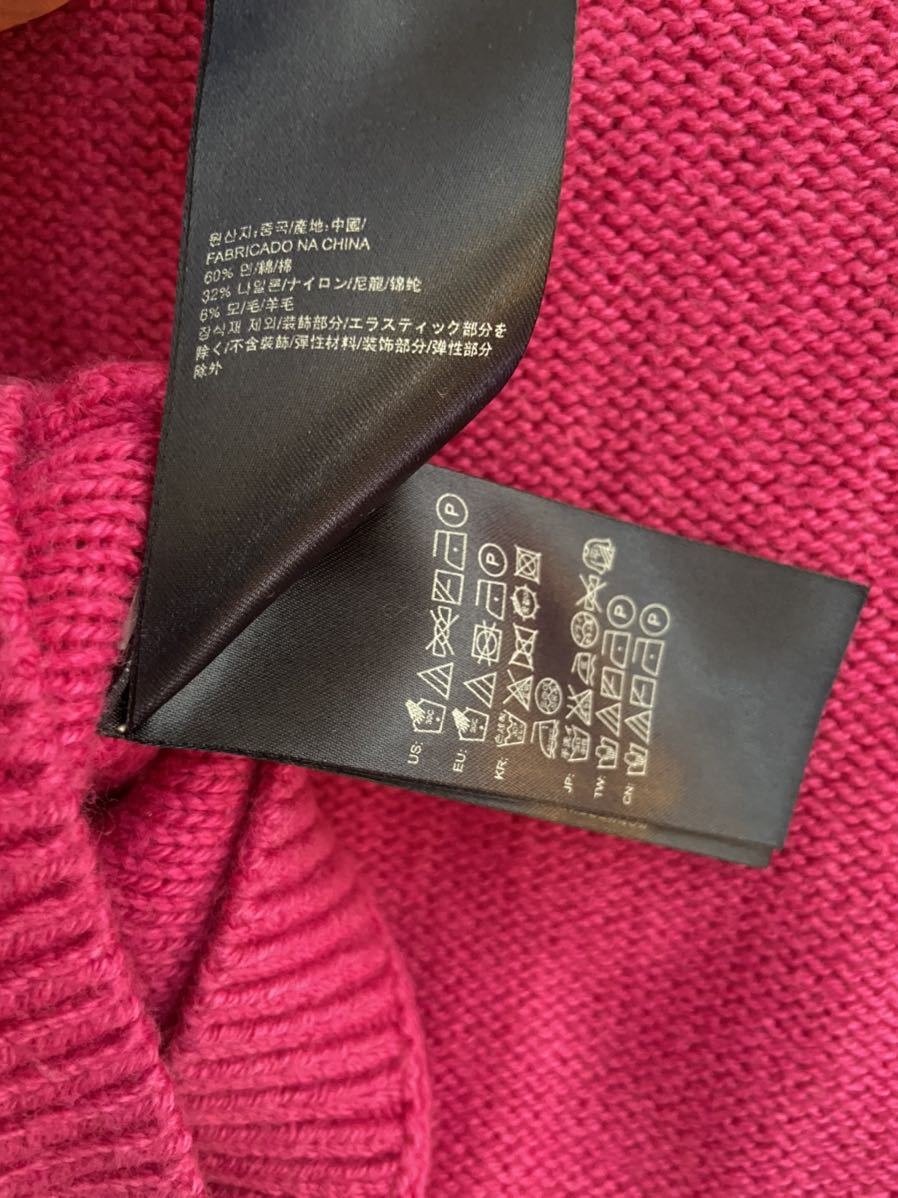 원산지:중국/產地:中國/
FABRICADO NA CHINA
60% 면/綿/棉
32% 나일론/ナイロン/尼龍/锦纶
8% 모/毛/羊毛
장식재 제외/装飾部分/エラスティック部分を
除く/不含裝飾/彈性材料/装饰部分/弹性部分
除外
US: 30C P
EU: P
KR:
JP:
TW: P
CN P